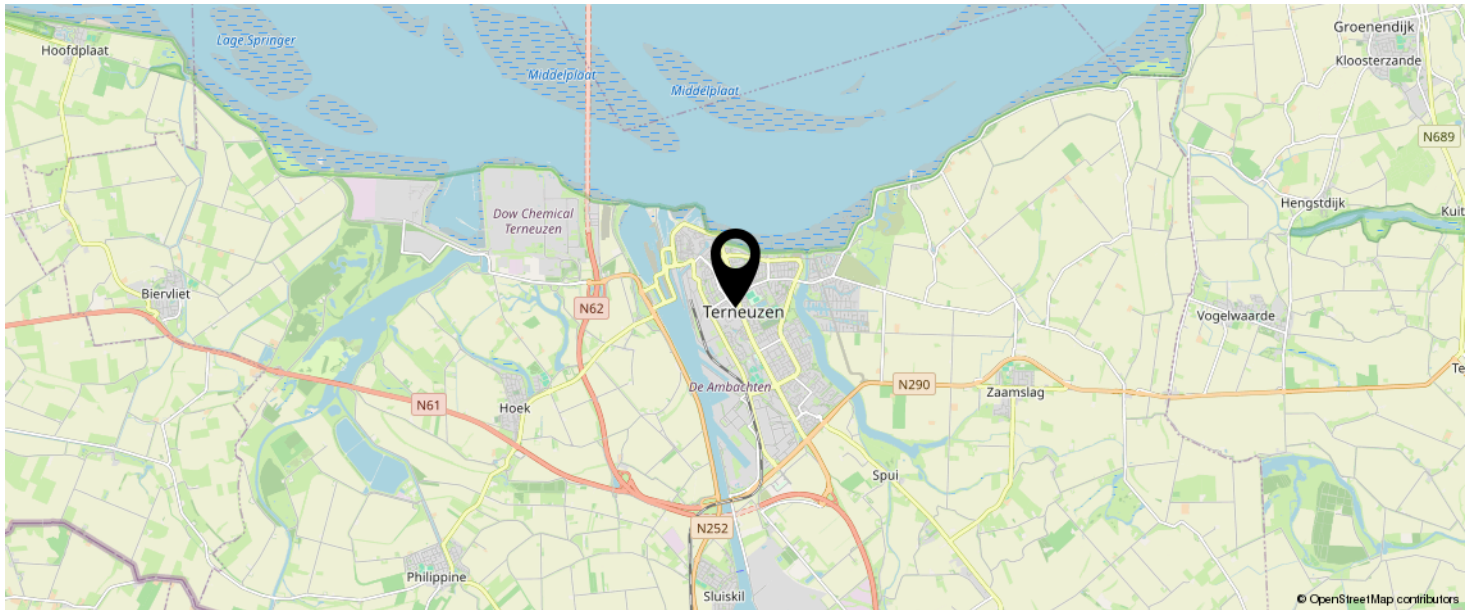 Groenendijk
Lage Springer
Hoofdplaat
Kloosterzande
Middelplaat
Middelplaat
N689
Hengstdijk
Kuit
Dow Chemical
Terneuzen
Biervliet
N62
Terneuzen
Vogelwaarde
Te
De Ambachten
N290
Zaamslag
N61
Hoek
Spui
N252
Philippine
Sluiskil
© OpenStreetMap contributors